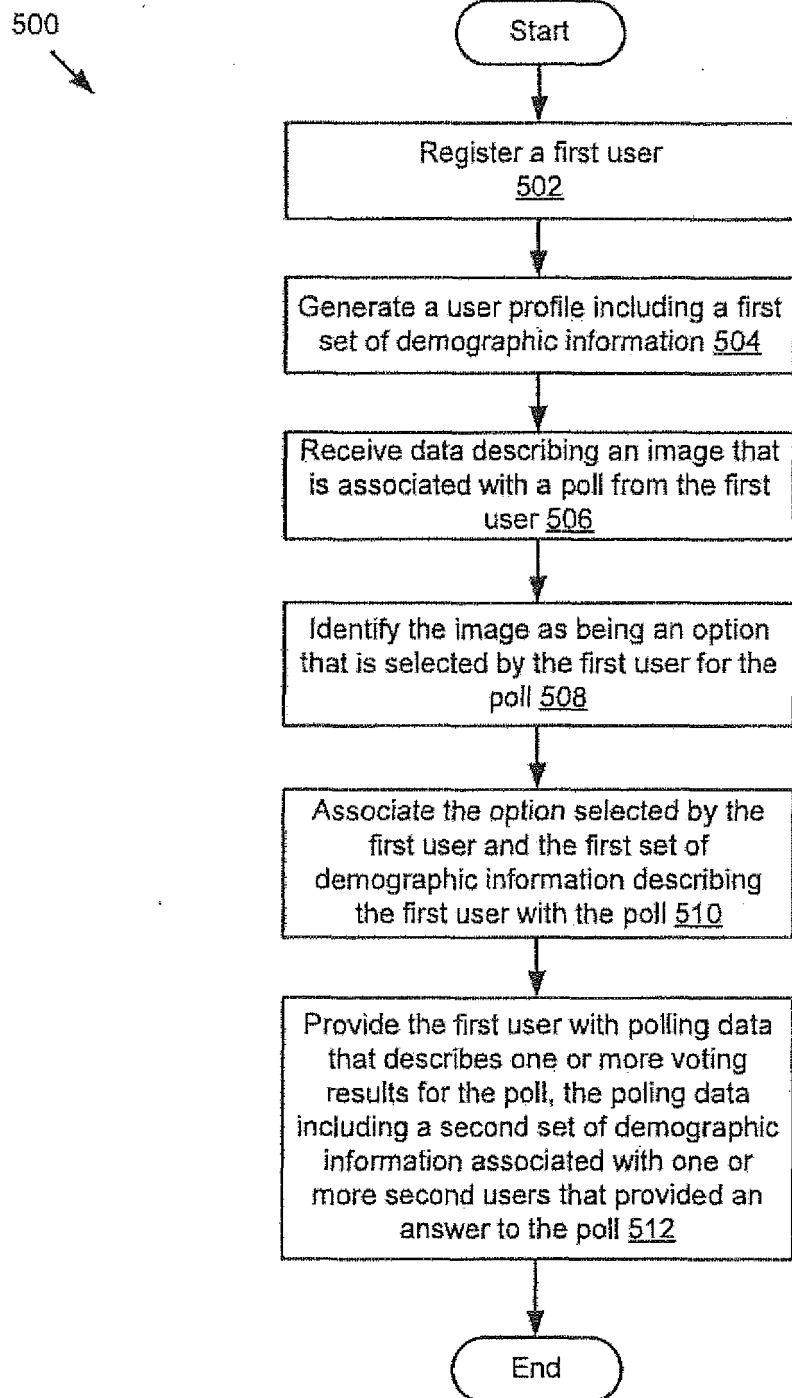 500
Start
Register a first user
502
Generate a user profile including a first
set of demographic information 504
Receive data describing an image that
is associated with a poll from the first
user 506
Identify the image as being an option
that is selected by the first user for the
poll 508
Associate the option selected by the
first user and the first set of
demographic information describing
the first user with the poll 510
Provide the first user with polling data
that describes one or more voting
results for the poll, the poling data
including a second set of demographic
information associated with one or
more second users that provided an
answer to the poll 512
End